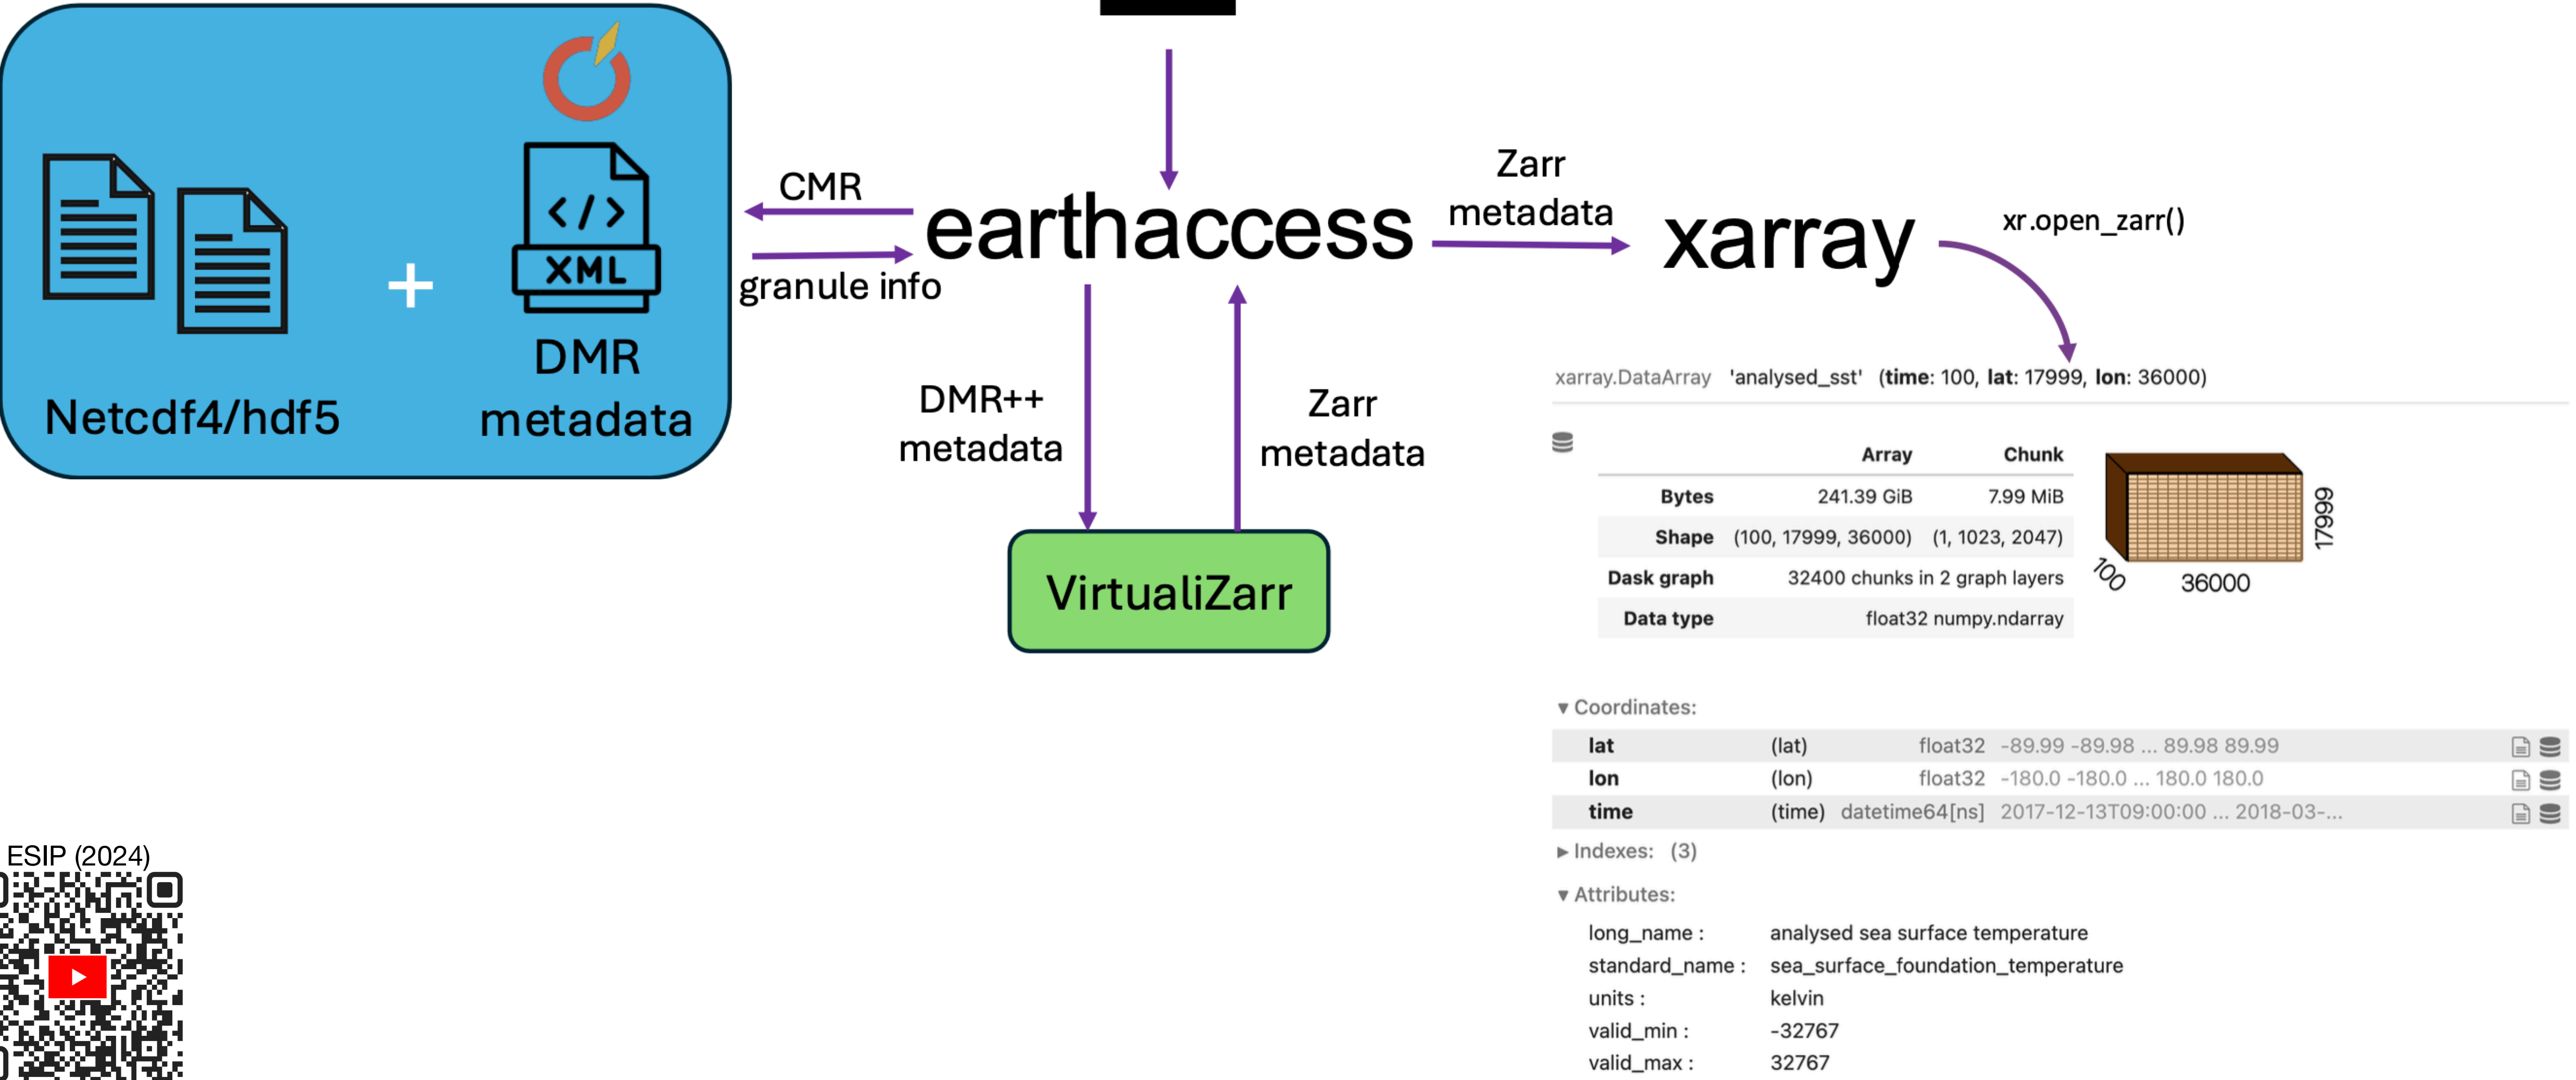 </>
XML
+
DMR
metadata
Netcdf4/hdf5
CMR
granule info
earthaccess
Zarr
metadata
xarray
xr.open_zarr()
DMR++
metadata
Zarr
metadata
VirtualiZarr
xarray.DataArray 'analysed_sst' (time: 100, lat: 17999, lon: 36000)
Array Chunk
Bytes 241.39 GiB 7.99 MiB
Shape (100, 17999, 36000) (1, 1023, 2047)
Dask graph 32400 chunks in 2 graph layers
Data type float32 numpy.ndarray
17999
100
36000
▼ Coordinates:
lat (lat) float32 -89.99 -89.98 ... 89.98 89.99
lon (lon) float32 -180.0 -180.0 ... 180.0 180.0
time (time) datetime64[ns] 2017-12-13T09:00:00 ... 2018-03-...
► Indexes: (3)
▼ Attributes:
long_name : analysed sea surface temperature
standard_name : sea_surface_foundation_temperature
units : kelvin
valid_min : -32767
valid_max : 32767
ESIP (2024)